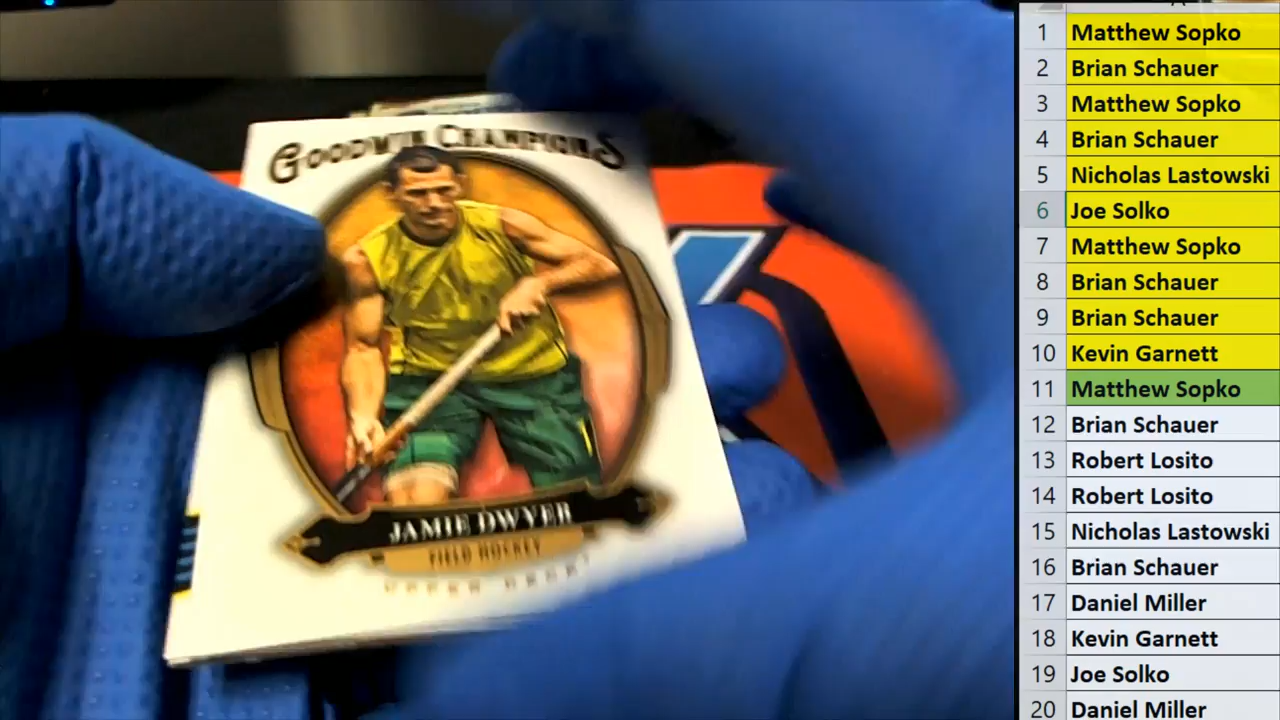 GOODWIN CHAMPIONS
JAMIE DWYER
FIELD HOCKEY
UPPER DECK
1 Matthew Sopko
2 Brian Schauer
3 Matthew Sopko
4 Brian Schauer
5 Nicholas Lastowski
6 Joe Solko
7 Matthew Sopko
8 Brian Schauer
9 Brian Schauer
10 Kevin Garnett
11 Matthew Sopko
12 Brian Schauer
13 Robert Losito
14 Robert Losito
15 Nicholas Lastowski
16 Brian Schauer
17 Daniel Miller
18 Kevin Garnett
19 Joe Solko
20 Daniel Miller